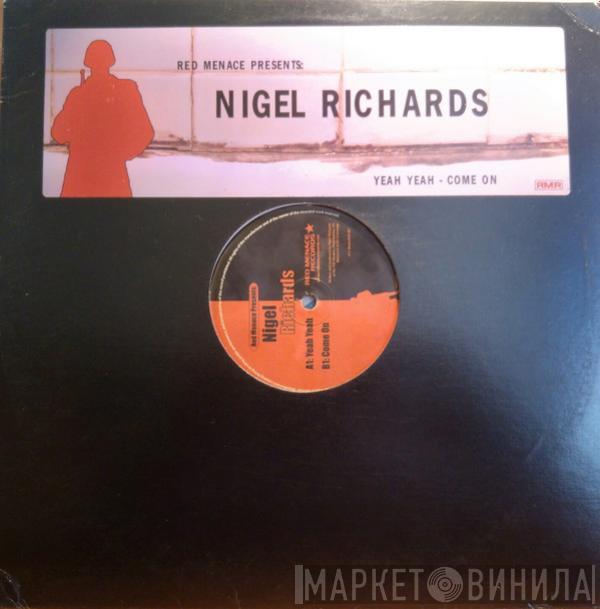 RED MENACE PRESENTS:
NIGEL RICHARDS
YEAH YEAH - COME ON
RMR
Red Menace Presents
Nigel
Richards
RED MENACE
RECORDS
A1: Yeah Yeah
B1: Come On
МАРКЕТ ВИНИЛА